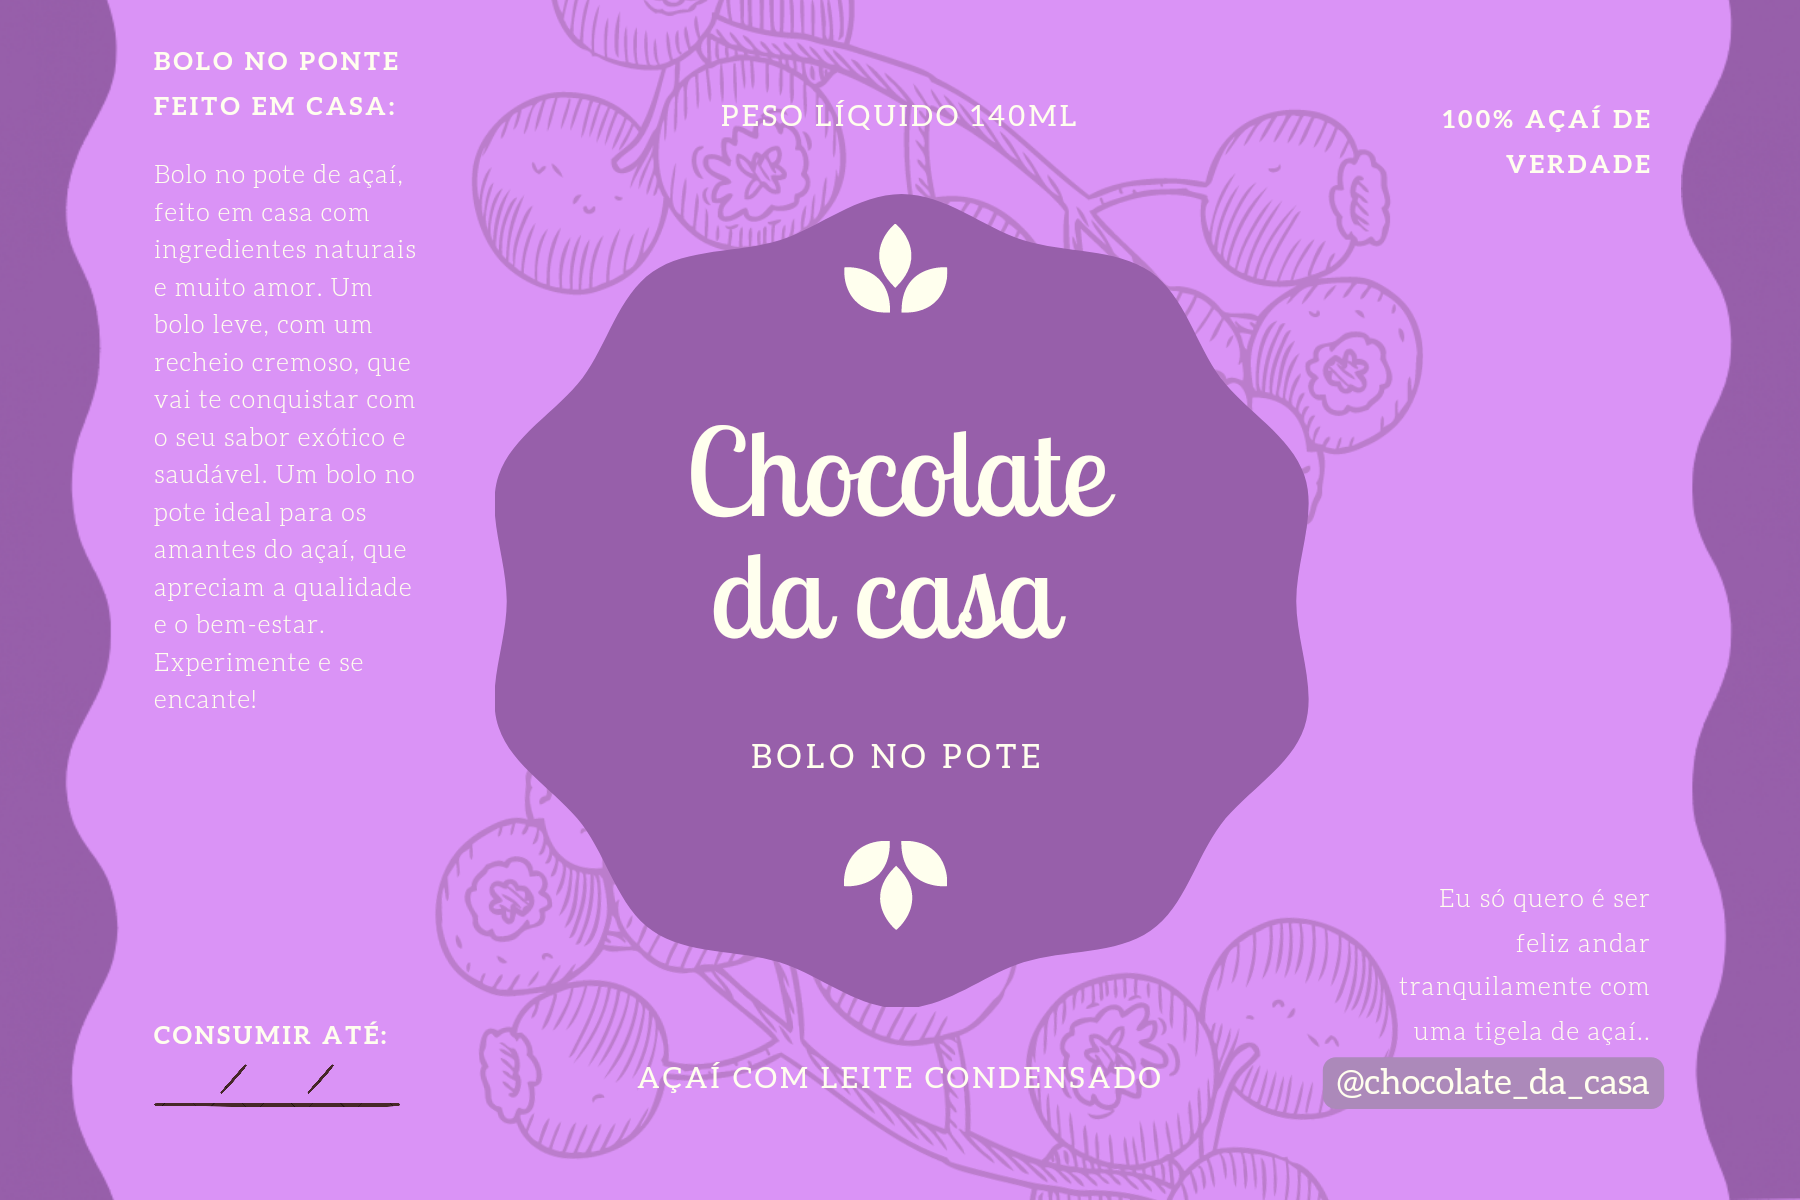 BOLO NO PONTE
FEITO EM CASA:
Bolo no pote de açaí,
feito em casa com
ingredientes naturais
e muito amor. Um
bolo leve, com um
recheio cremoso, que
vai te conquistar com
o seu sabor exótico e
saudável. Um bolo no
pote ideal para os
amantes do açaí, que
apreciam a qualidade
e o bem-estar.
Experimente e se
encante!
CONSUMIR ATÉ:
/ /
PESO LÍQUIDO 140ML
Chocolate
da casa
BOLO NO POTE
AÇAÍ COM LEITE CONDENSADO
100% AÇAÍ DE
VERDADE
Eu só quero é ser
feliz andar
tranquilamente com
uma tigela de açaí..
@chocolate_da_casa